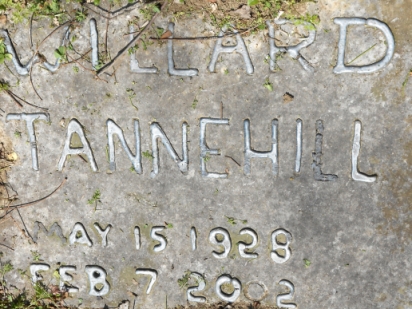 WILLARD
TANNEHILL
MAY 15 1928
FEB 7 2002